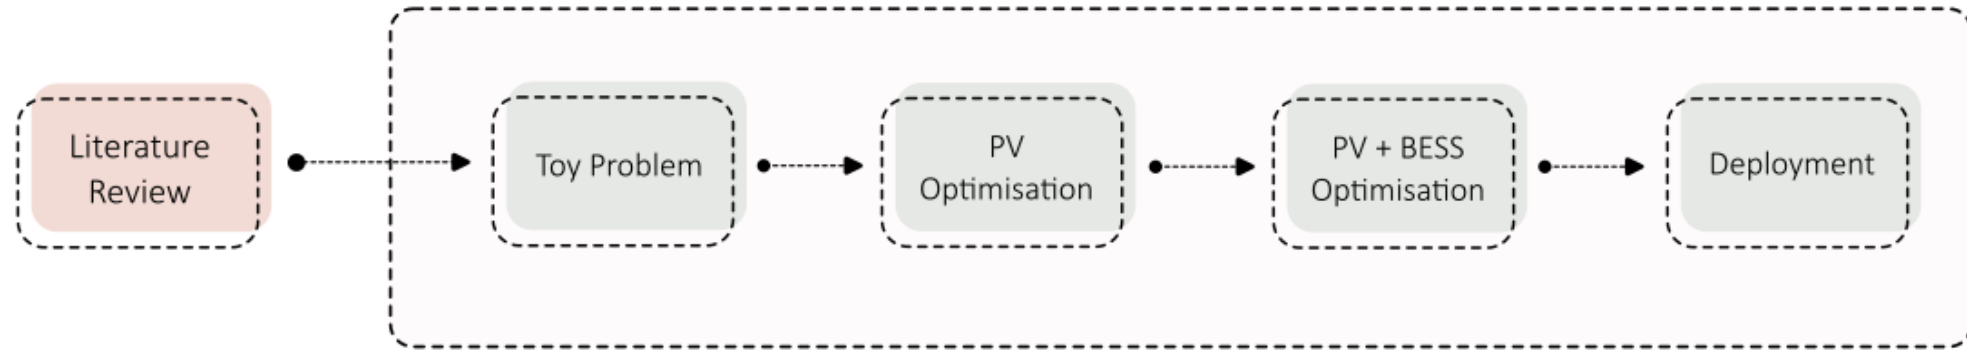 Literature
Review
Toy Problem
PV
Optimisation
PV + BESS
Optimisation
Deployment